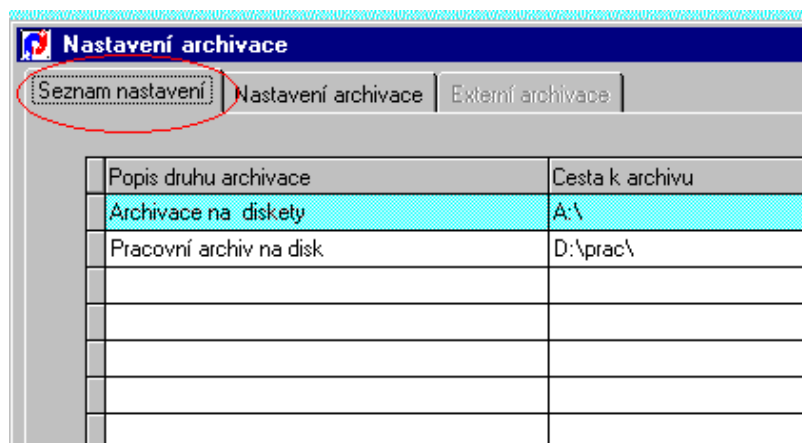 Nastavení archivace
Seznam nastavení Nastavení archivace Externí archivace
Popis druhu archivace Cesta k archivu
Archivace na diskety A:\
Pracovní archiv na disk D:\prac\